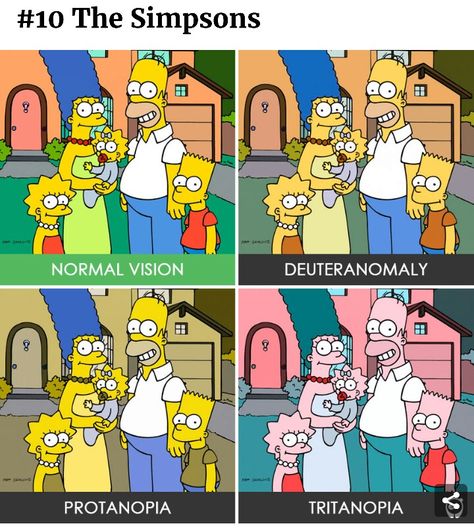 #10 The Simpsons
NORMAL VISION
DEUTERANOMALY
PROTANOPIA
TRITANOPIA